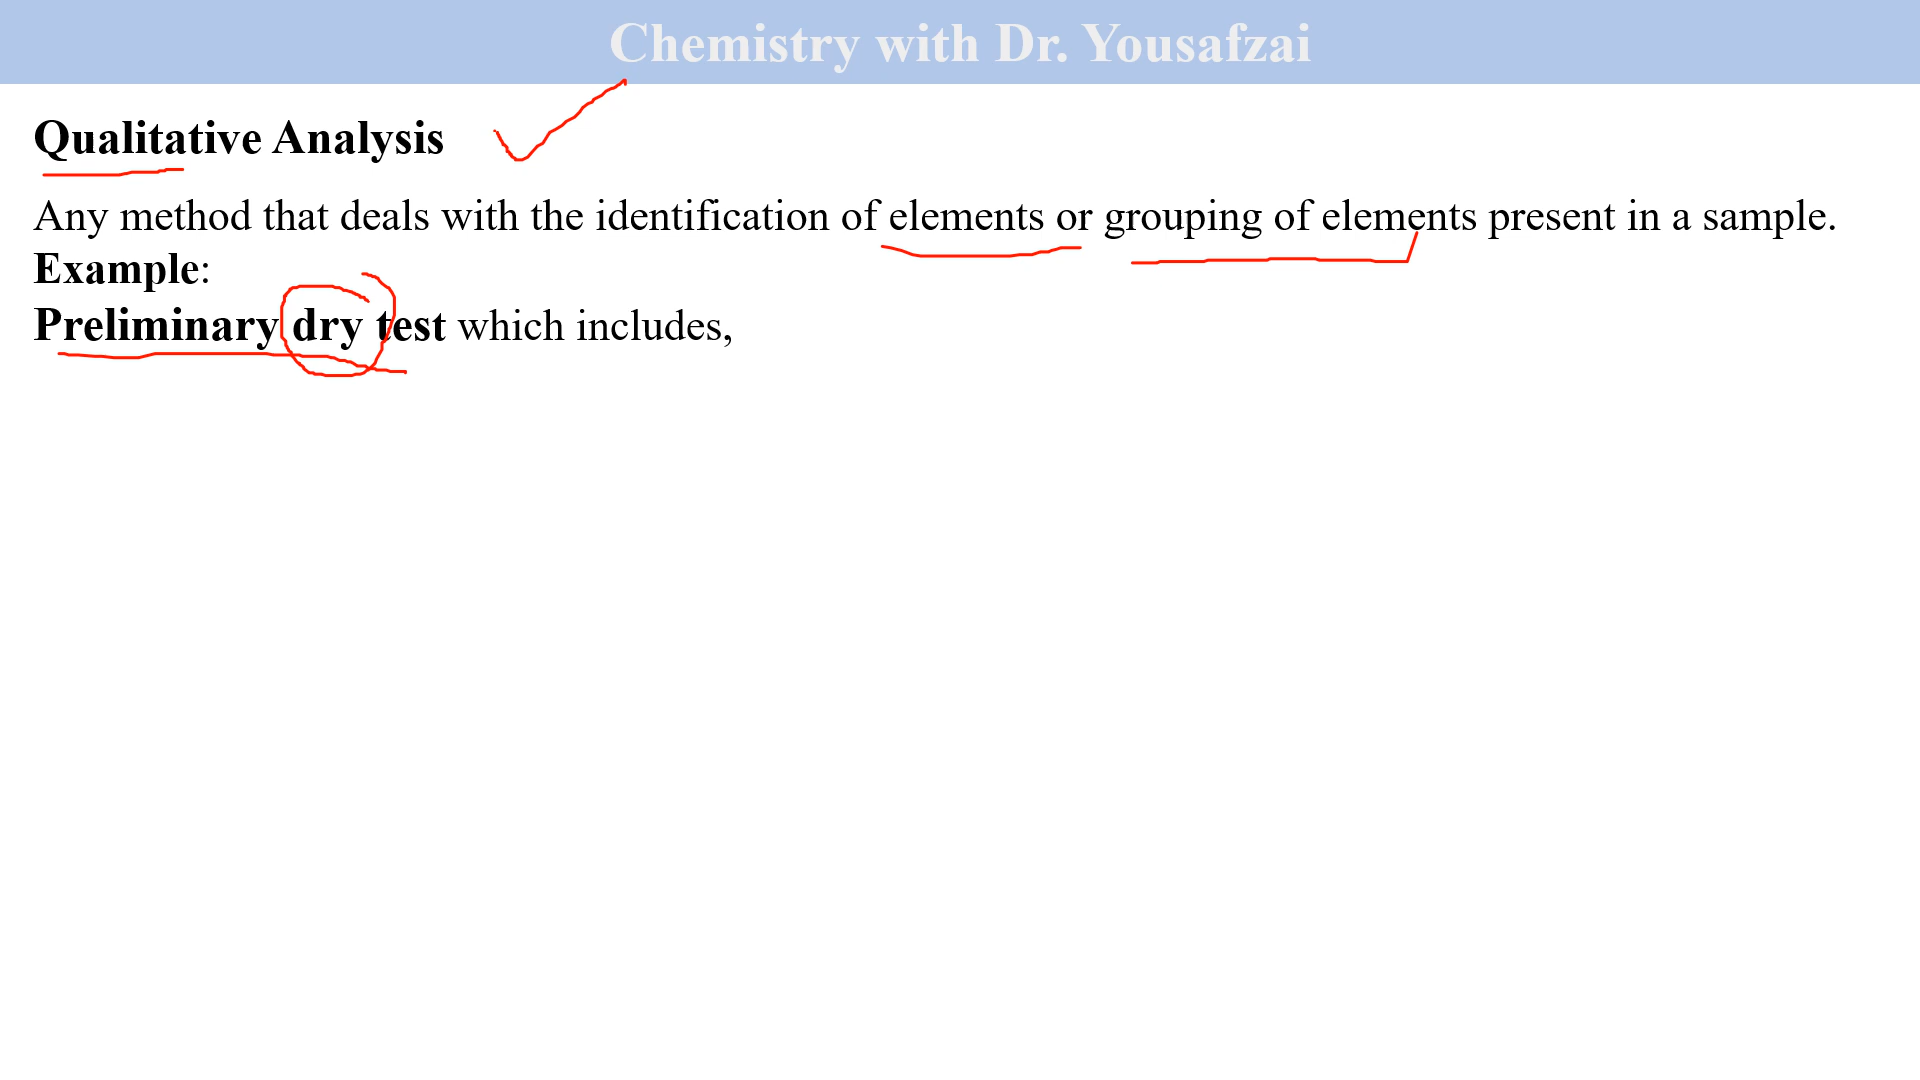 Chemistry with Dr. Yousafzai
Qualitative Analysis
Any method that deals with the identification of elements or grouping of elements present in a sample.
Example:
Preliminary dry test which includes,